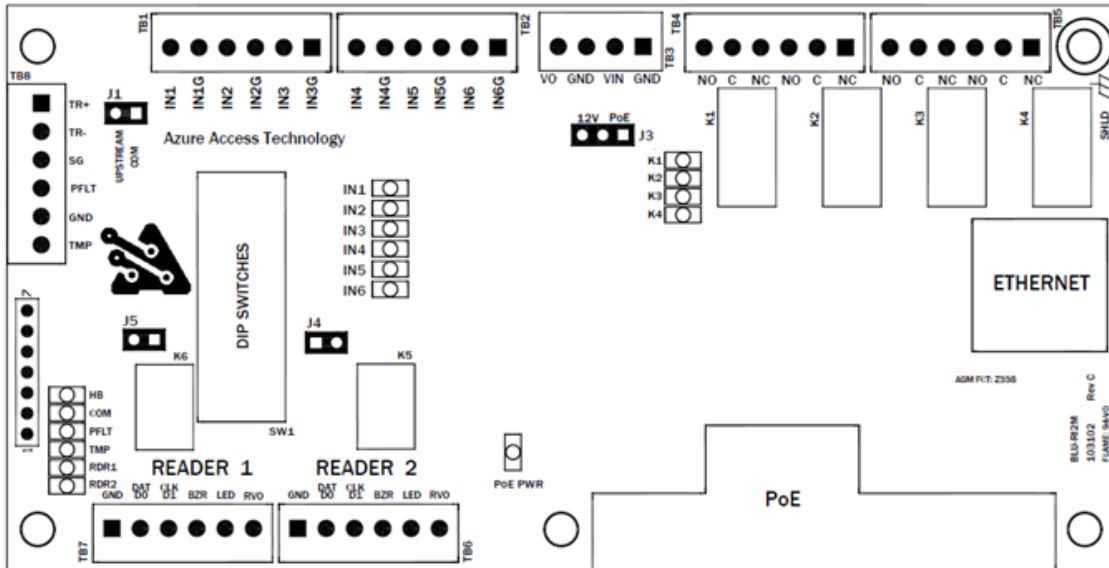 TB1
TB2
TB3
TB4
TB5
IN1 IN1G IN2 IN2G IN3 IN3G
IN4 IN4G IN5 IN5G IN6 IN6G
VO GND VIN GND
NO C NC NO C NC
NO C NC NO C NC
TB8
TR+
TR-
SG
PFLT
GND
TMP
J1
UPSTREAM
COM
Azure Access Technology
12V PoE
J3
K1
K2
K3
K4
K1
K2
K3
K4
SHLD
IN1
IN2
IN3
IN4
IN5
IN6
DIP SWITCHES
SW1
ETHERNET
J5
J4
K6
K5
HB
COM
PFLT
TMP
RDR1
RDR2
READER 1
READER 2
GND DAT D0 CLK D1 BZR LED RVO
GND DAT D0 CLK D1 BZR LED RVO
TB7
TB6
PoE PWR
PoE
BLU-RI2M
103102 Rev C